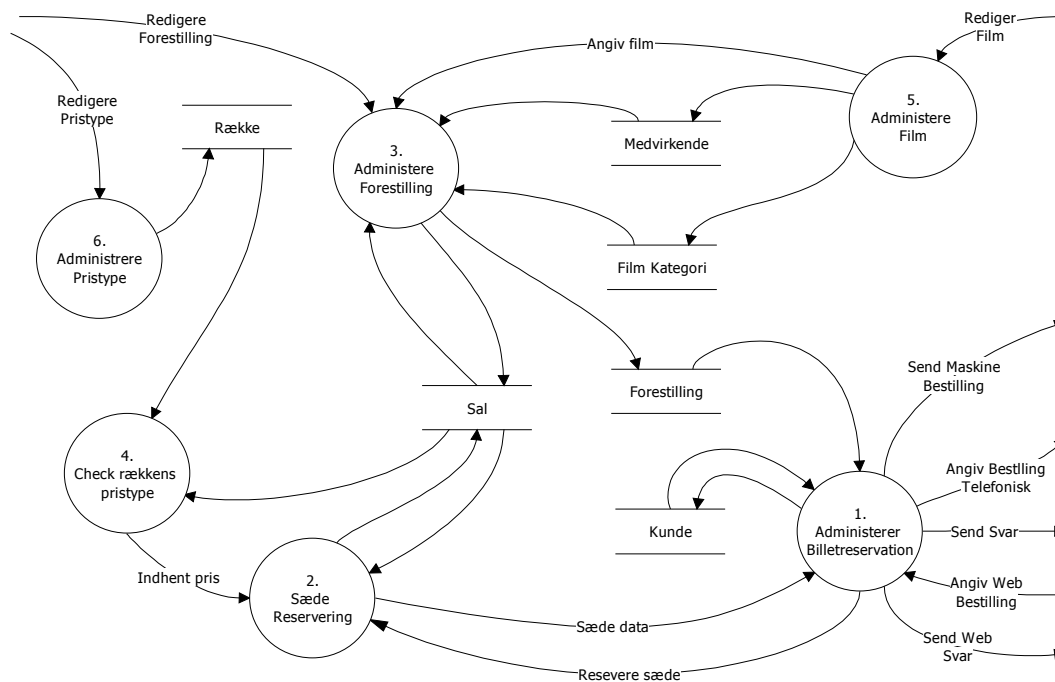 Redigere
Forestilling
Rediger
Film
Angiv film
Redigere
Pristype
Række
5.
Administere
Film
Medvirkende
3.
Administere
Forestilling
6.
Administrere
Pristype
Film Kategori
Send Maskine
Bestilling
Forestilling
Sal
4.
Check rækkens
pristype
Angiv Bestlling
Telefonisk
1.
Administerer
Billetreservation
Kunde
Send Svar
Indhent pris
2.
Sæde
Reservering
Angiv Web
Bestilling
Sæde data
Send Web
Svar
Resevere sæde